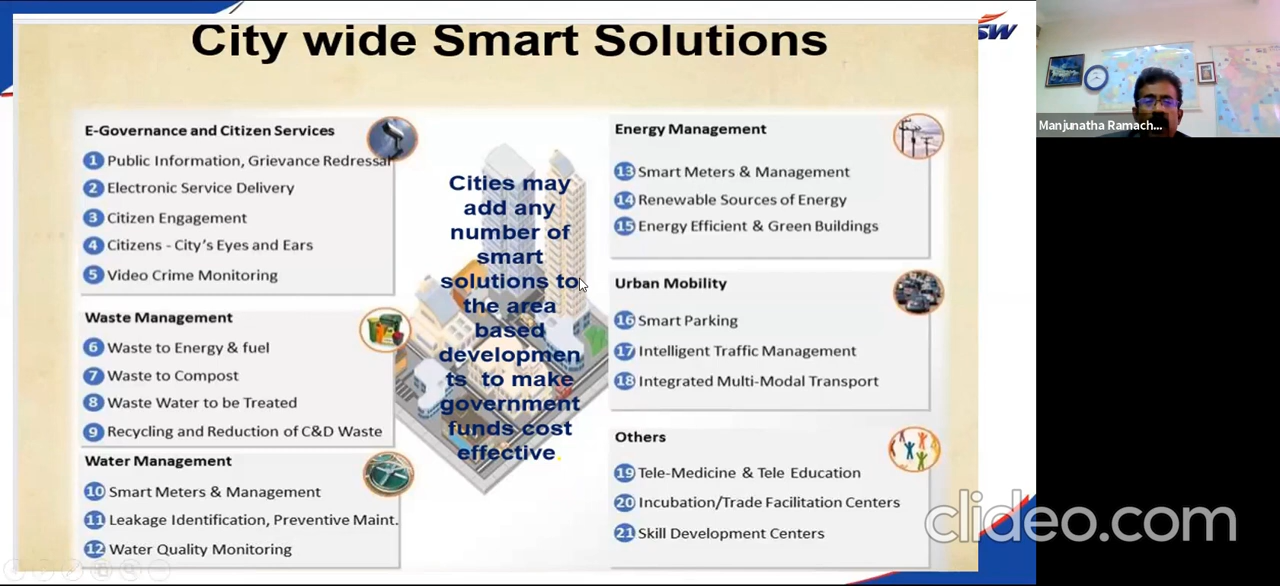 City wide Smart Solutions
SW
E-Governance and Citizen Services
1 Public Information, Grievance Redressal
2 Electronic Service Delivery
3 Citizen Engagement
4 Citizens - City's Eyes and Ears
5 Video Crime Monitoring
Waste Management
6 Waste to Energy & fuel
7 Waste to Compost
8 Waste Water to be Treated
9 Recycling and Reduction of C&D Waste
Water Management
10 Smart Meters & Management
11 Leakage Identification, Preventive Maint.
12 Water Quality Monitoring
Cities may
add any
number of
smart
solutions to
the area
based
developmen
ts to make
government
funds cost
effective.
Energy Management
13 Smart Meters & Management
14 Renewable Sources of Energy
15 Energy Efficient & Green Buildings
Urban Mobility
16 Smart Parking
17 Intelligent Traffic Management
18 Integrated Multi-Modal Transport
Others
19 Tele-Medicine & Tele Education
20 Incubation/Trade Facilitation Centers
21 Skill Development Centers
Manjunatha Ramach...
clideo.com